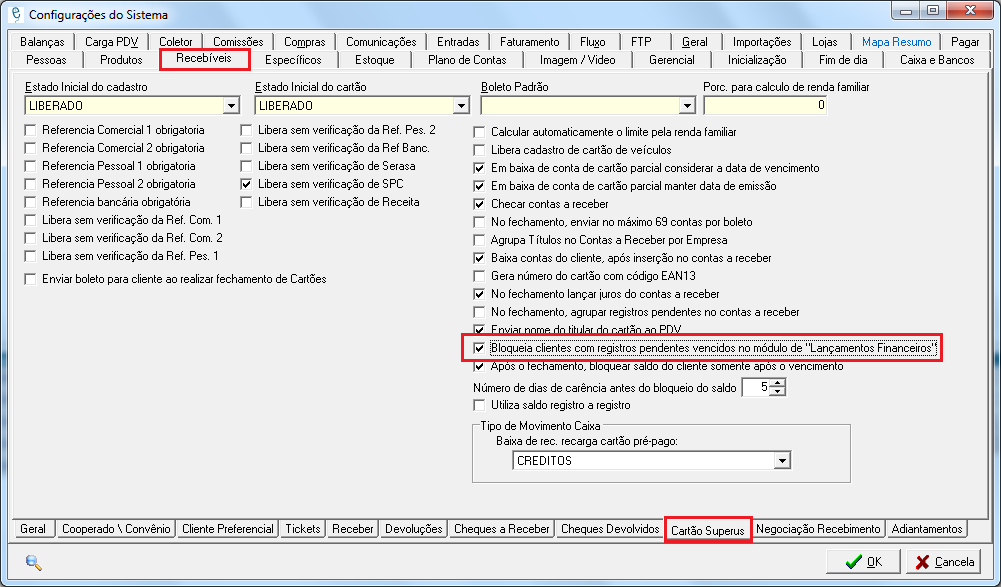 Configurações do Sistema
Balanças Carga PDV Coletor Comissões Compras Comunicações Entradas Faturamento Fluxo FTP Geral Importações Lojas Mapa Resumo Pagar
Pessoas Produtos Recebíveis Específicos Estoque Plano de Contas Imagem / Video Gerencial Inicialização Fim de dia Caixa e Bancos
Estado Inicial do cadastro Estado Inicial do cartão Boleto Padrão Porc. para calculo de renda familiar
LIBERADO LIBERADO 0
Referencia Comercial 1 obrigatoria
Referencia Comercial 2 obrigatoria
Referencia Pessoal 1 obrigatoria
Referencia Pessoal 2 obrigatoria
Referencia bancária obrigatória
Libera sem verificação da Ref. Com. 1
Libera sem verificação da Ref. Com. 2
Libera sem verificação da Ref. Pes. 1
Enviar boleto para cliente ao realizar fechamento de Cartões
Libera sem verificação da Ref. Pes. 2
Libera sem verificação da Ref Banc.
Libera sem verificação de Serasa
Libera sem verificação de SPC
Libera sem verificação de Receita
Calcular automaticamente o limite pela renda familiar
Libera cadastro de cartão de veículos
Em baixa de conta de cartão parcial considerar a data de vencimento
Em baixa de conta de cartão parcial manter data de emissão
Checar contas a receber
No fechamento, enviar no máximo 69 contas por boleto
Agrupa Títulos no Contas a Receber por Empresa
Baixa contas do cliente, após inserção no contas a receber
Gera número do cartão com código EAN13
No fechamento lançar juros do contas a receber
No fechamento, agrupar registros pendentes no contas a receber
Enviar nome do titular do cartão ao PDV
Bloqueia clientes com registros pendentes vencidos no módulo de "Lançamentos Financeiros"
Após o fechamento, bloquear saldo do cliente somente após o vencimento
Número de dias de carência antes do bloqueio do saldo 5
Utiliza saldo registro a registro
Tipo de Movimento Caixa
Baixa de rec. recarga cartão pré-pago:
CREDITOS
Geral Cooperado \ Convênio Cliente Preferencial Tickets Receber Devoluções Cheques a Receber Cheques Devolvidos Cartão Superus Negociação Recebimento Adiantamentos
OK Cancela